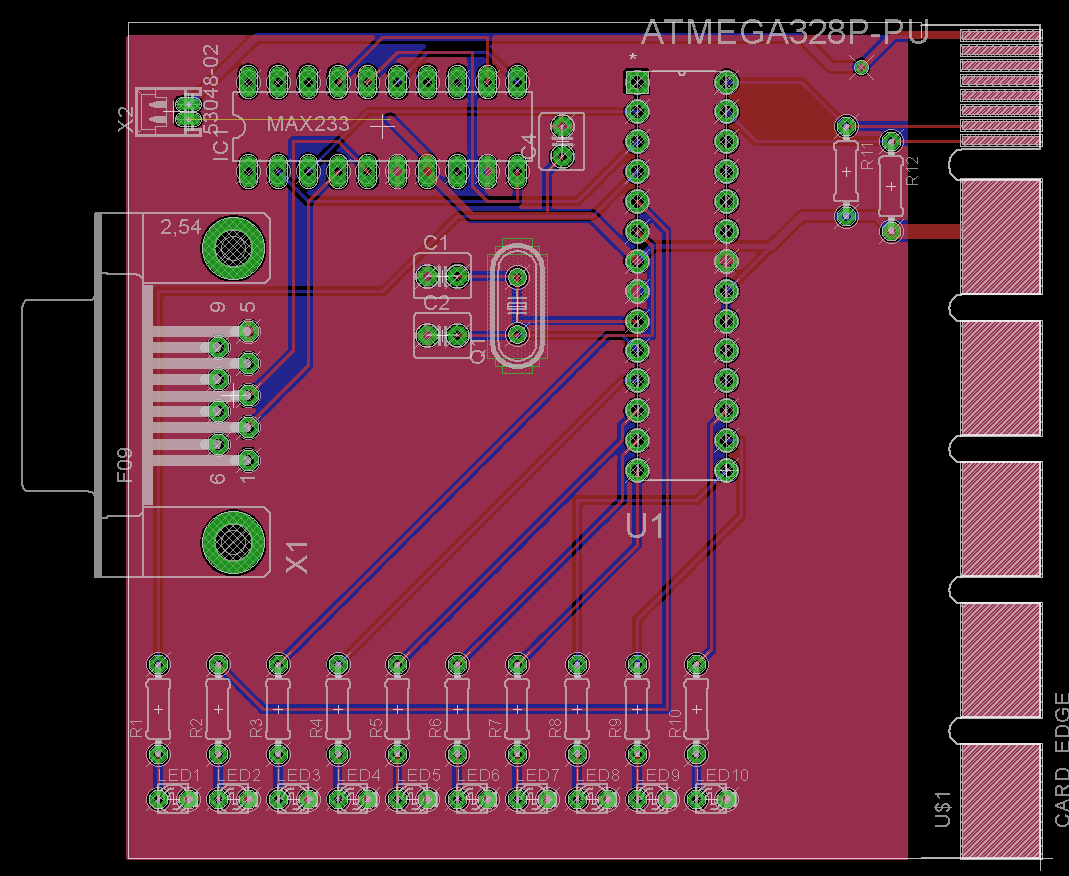 ATMEGA328P-PU
*
X2
53048-02
IC1
MAX233
C4
R11
R12
2,54
C1
9
5
C2
Q1
F09
6
1
U1
X1
R1
R2
R3
R4
R5
R6
R7
R8
R9
R10
LED1
LED2
LED3
LED4
LED5
LED6
LED7
LED8
LED9
LED10
U$1
CARD_EDGE